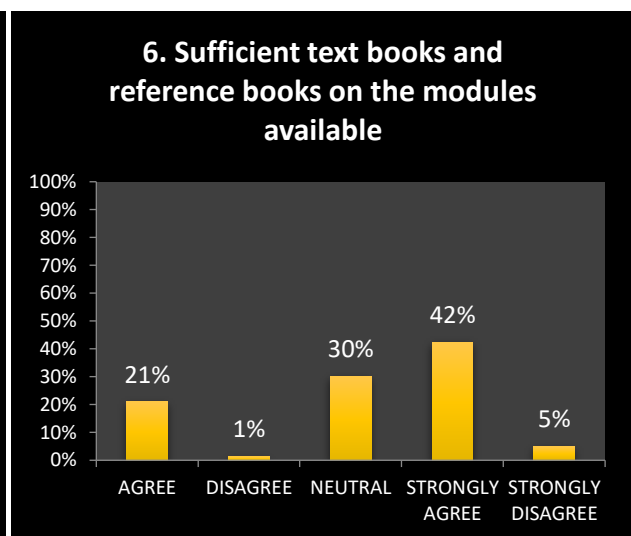 6. Sufficient text books and
reference books on the modules
available
100%
90%
80%
70%
60%
50%
40%
30%
20%
10%
0%
21%
1%
30%
42%
5%
AGREE
DISAGREE
NEUTRAL
STRONGLY
AGREE
STRONGLY
DISAGREE